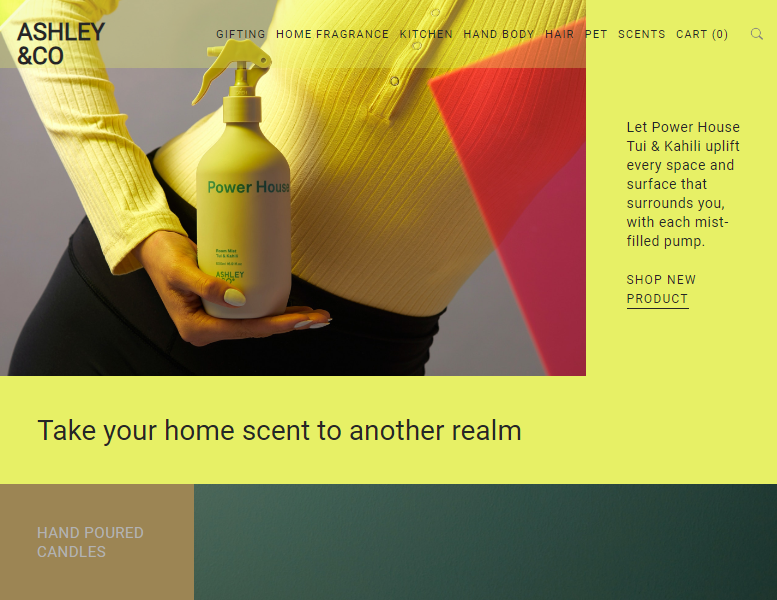 ASHLEY
&CO
GIFTING HOME FRAGRANCE KITCHEN HAND BODY HAIR PET SCENTS CART (0)
Let Power House
Tui & Kahili uplift
every space and
surface that
surrounds you,
with each mist-
filled pump.
SHOP NEW
PRODUCT
Power House
Power Mist
Tui & Kahili
ASHLEY
Take your home scent to another realm
HAND POURED
CANDLES